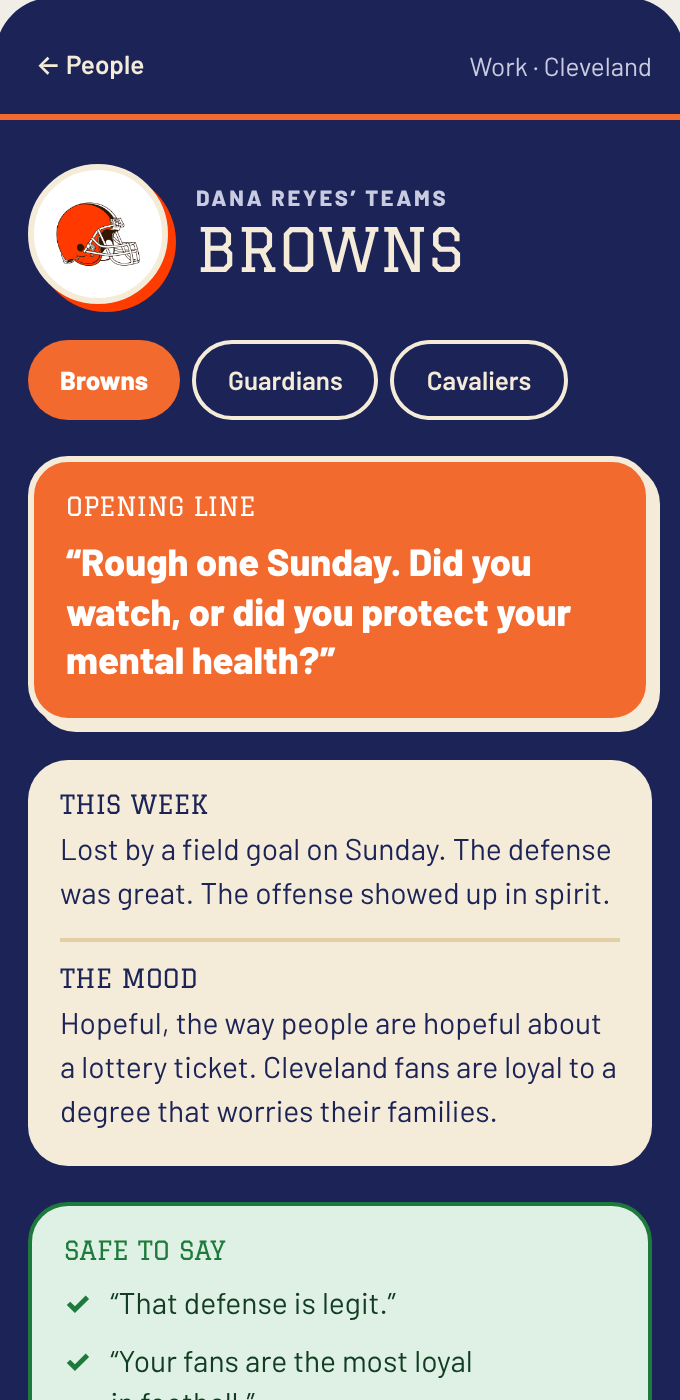 ← People
Work · Cleveland
DANA REYES’ TEAMS
BROWNS
Browns
Guardians
Cavaliers
OPENING LINE
“Rough one Sunday. Did you
watch, or did you protect your
mental health?”
THIS WEEK
Lost by a field goal on Sunday. The defense
was great. The offense showed up in spirit.
THE MOOD
Hopeful, the way people are hopeful about
a lottery ticket. Cleveland fans are loyal to a
degree that worries their families.
SAFE TO SAY
“That defense is legit.”
“Your fans are the most loyal
in football.”